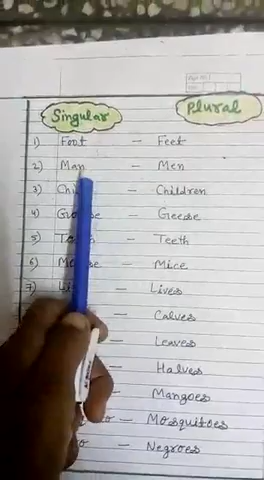 Singular Plural
1) Foot - Feet
2) Man - Men
3) - Children
4) - Geese
5) - Teeth
6) - Mice
7) - Lives
Calves
- Leaves
- Halves
- Mangoes
- Mosquitoes
- Negroes